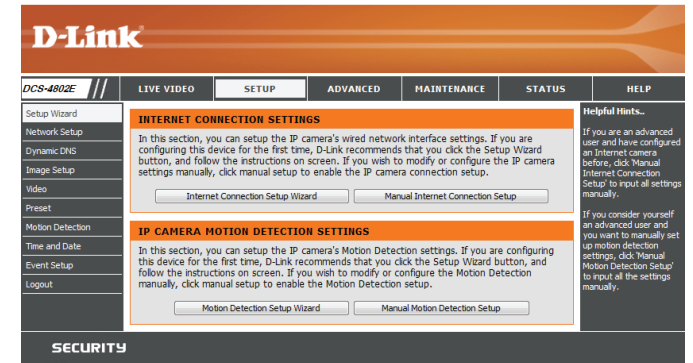 D-Link
DCS-4802E
LIVE VIDEO
SETUP
ADVANCED
MAINTENANCE
STATUS
HELP
Setup Wizard
Network Setup
Dynamic DNS
Image Setup
Video
Preset
Motion Detection
Time and Date
Event Setup
Logout
INTERNET CONNECTION SETTINGS
In this section, you can setup the IP camera's wired network interface settings. If you are
configuring this device for the first time, D-Link recommends that you click the Setup Wizard
button, and follow the instructions on screen. If you wish to modify or configure the IP camera
settings manually, click manual setup to enable the IP camera connection setup.
Internet Connection Setup Wizard
Manual Internet Connection Setup
IP CAMERA MOTION DETECTION SETTINGS
In this section, you can setup the IP camera's Motion Detection settings. If you are configuring
this device for the first time, D-Link recommends that you click the Setup Wizard button, and
follow the instructions on screen. If you wish to modify or configure the Motion Detection
manually, click manual setup to enable the Motion Detection setup.
Motion Detection Setup Wizard
Manual Motion Detection Setup
Helpful Hints..
If you are an advanced
user and have configured
an Internet camera
before, click 'Manual
Internet Connection
Setup' to input all settings
manually.
If you consider yourself
an advanced user and
you want to manually set
up motion detection
settings, click 'Manual
Motion Detection Setup'
to input all the settings
manually.
SECURITY